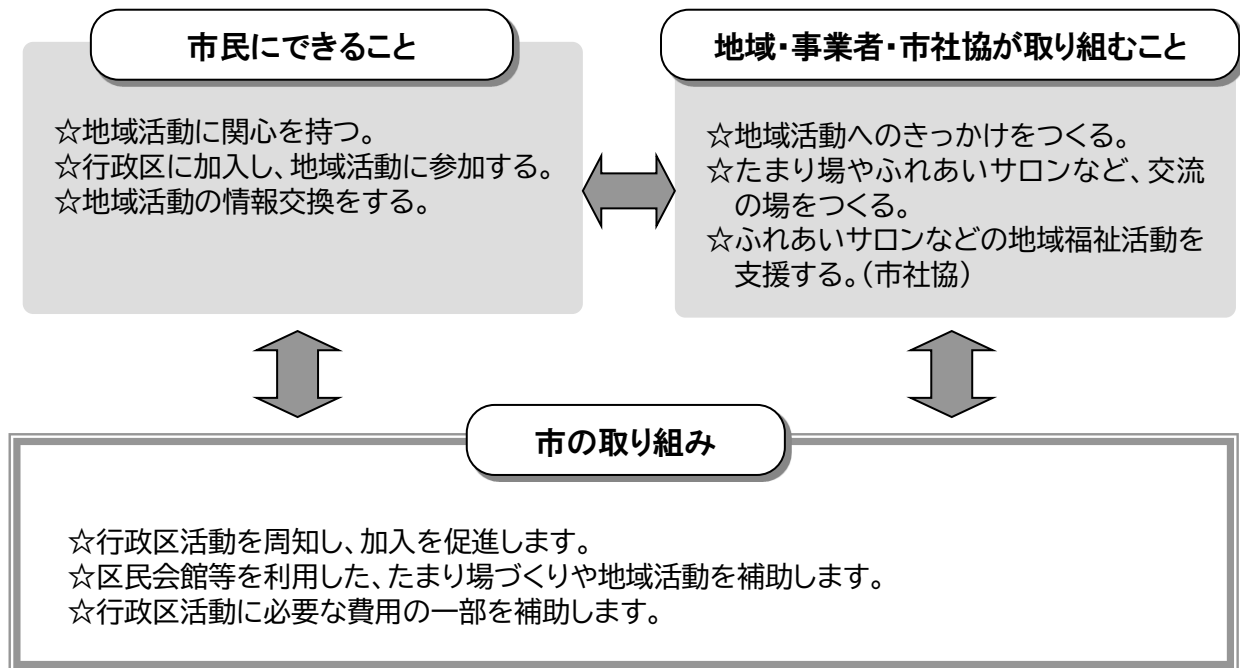 市民にできること
☆地域活動に関心を持つ。
☆行政区に加入し、地域活動に参加する。
☆地域活動の情報交換をする。
地域・事業者・市社協が取り組むこと
☆地域活動へのきっかけをつくる。
☆たまり場やふれあいサロンなど、交流
の場をつくる。
☆ふれあいサロンなどの地域福祉活動を
支援する。(市社協)
市の取り組み
☆行政区活動を周知し、加入を促進します。
☆区民会館等を利用した、たまり場づくりや地域活動を補助します。
☆行政区活動に必要な費用の一部を補助します。